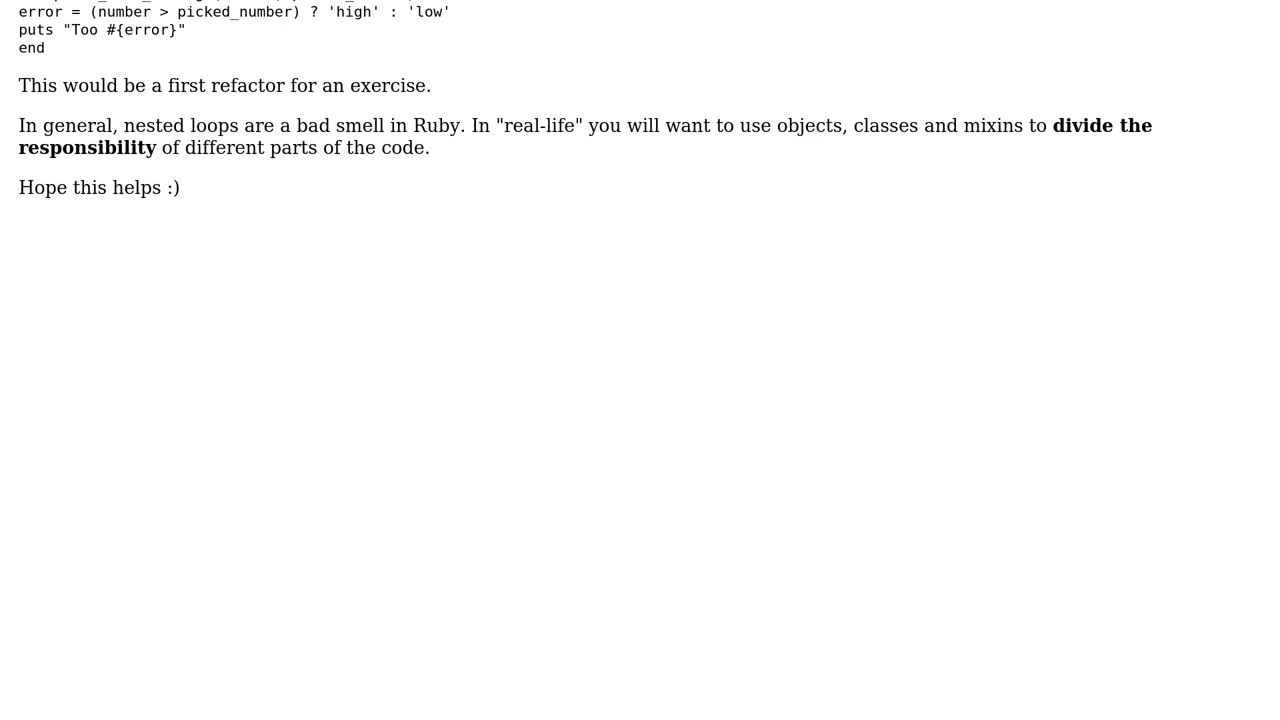 error = (number > picked_number) ? 'high' : 'low'
puts "Too #{error}"
end
This would be a first refactor for an exercise.
In general, nested loops are a bad smell in Ruby. In "real-life" you will want to use objects, classes and mixins to divide the
responsibility of different parts of the code.
Hope this helps :)